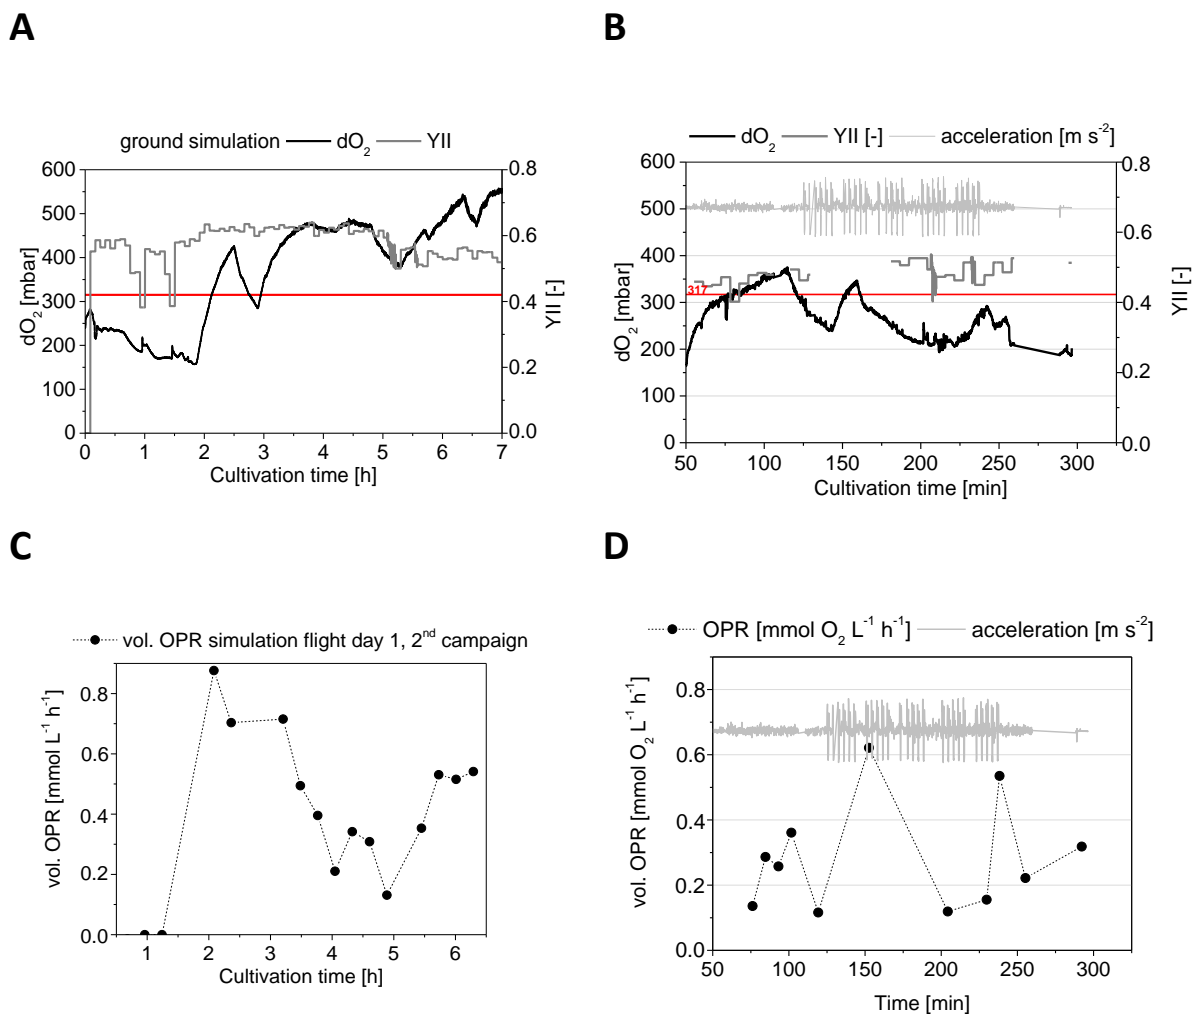 A
B
ground simulation dO2 YII
dO2 YII [-] acceleration [m s-2]
600
500
400
300
200
100
0
0.8
0.6
0.4
0.2
0.0
dO2 [mbar]
YII [-]
0 1 2 3 4 5 6 7
Cultivation time [h]
600
500
400
300
200
100
0
317
0.8
0.6
0.4
0.2
0.0
dO2 [mbar]
YII [-]
50 100 150 200 250 300
Cultivation time [min]
C
D
vol. OPR simulation flight day 1, 2nd campaign
OPR [mmol O2 L-1 h-1] acceleration [m s-2]
0.8
0.6
0.4
0.2
0.0
vol. OPR [mmol L-1 h-1]
1 2 3 4 5 6
Cultivation time [h]
0.8
0.6
0.4
0.2
0.0
vol. OPR [mmol O2 L-1 h-1]
50 100 150 200 250 300
Time [min]